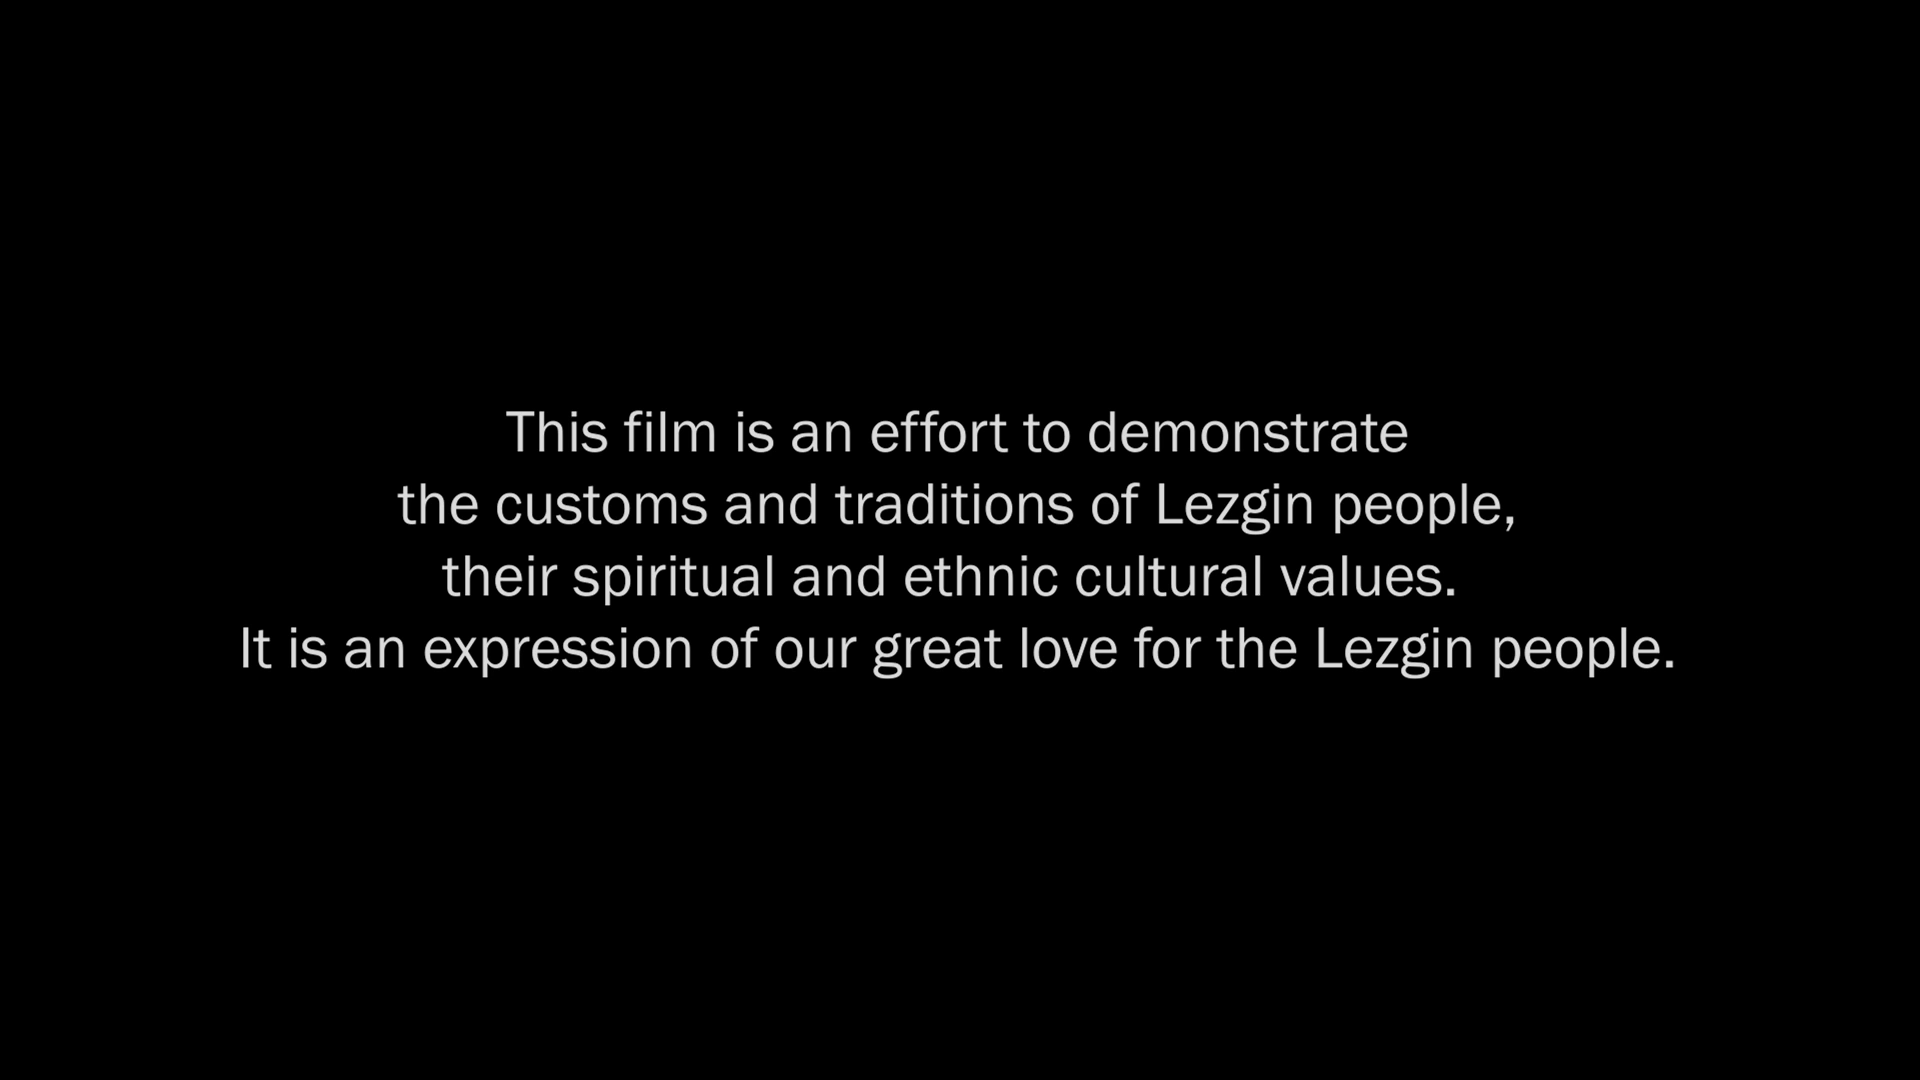 This film is an effort to demonstrate
the customs and traditions of Lezgin people,
their spiritual and ethnic cultural values.
It is an expression of our great love for the Lezgin people.